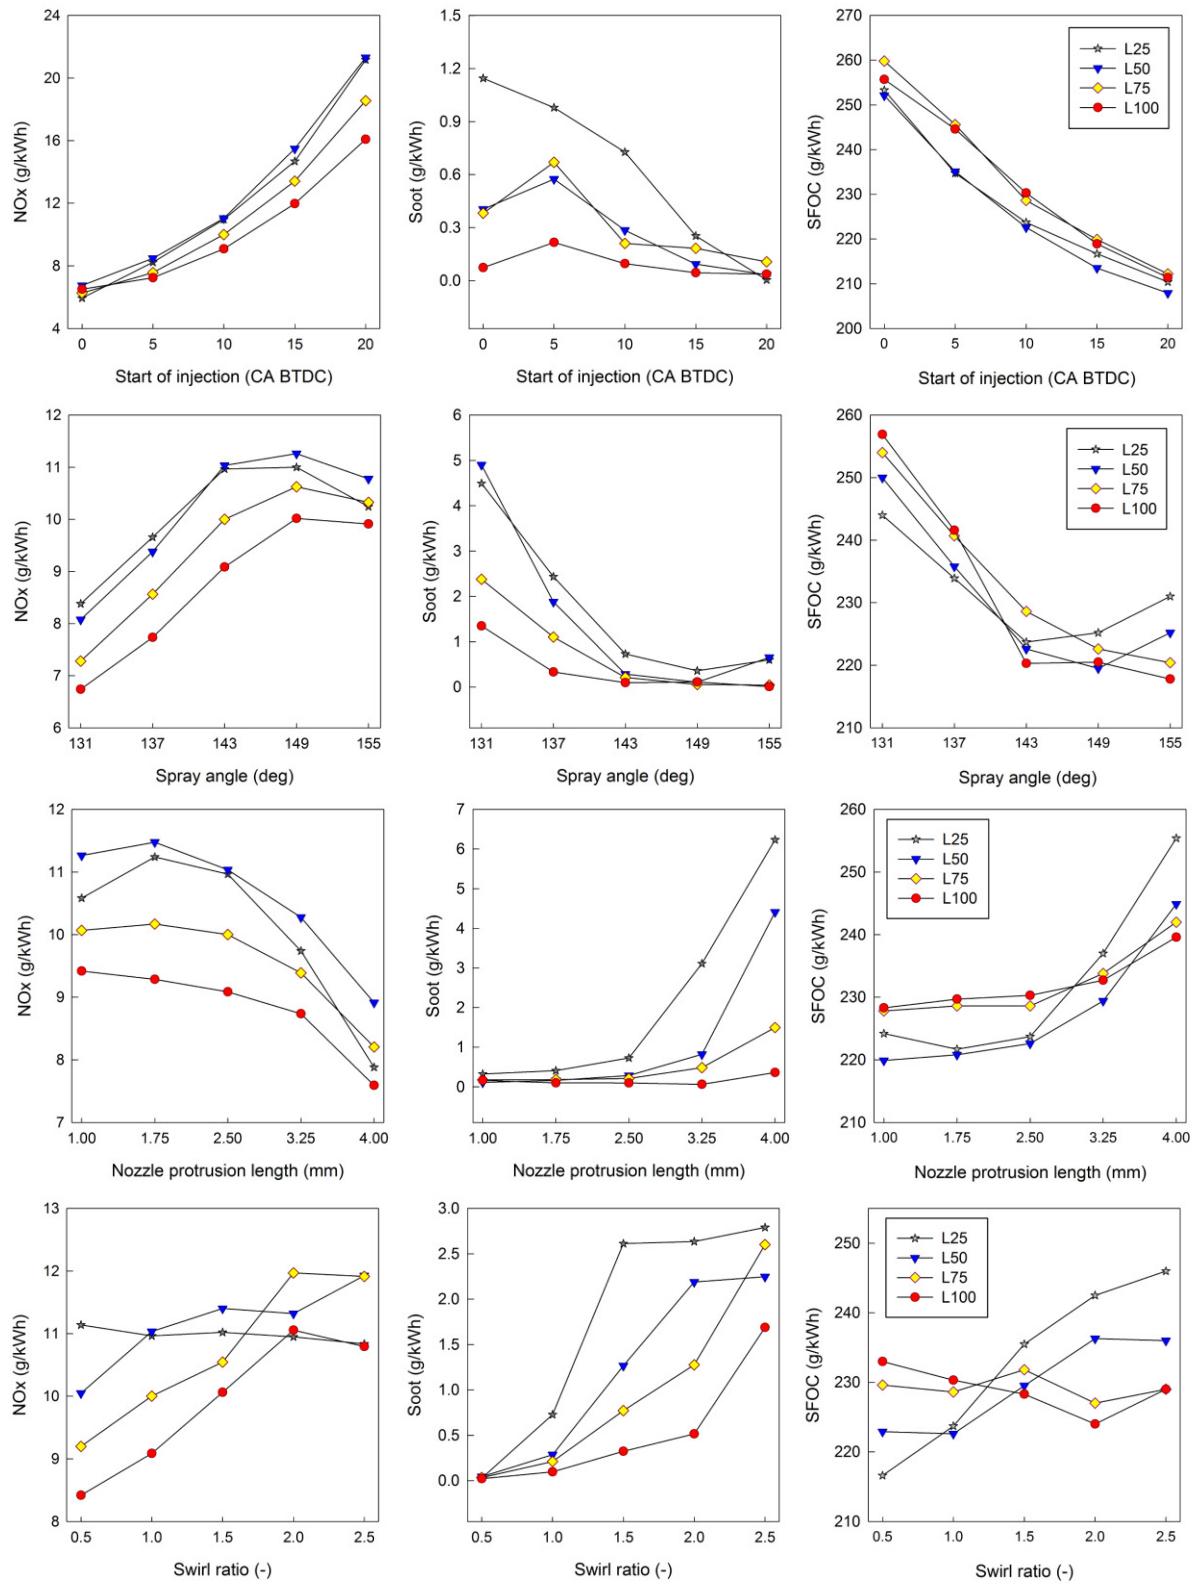 24
20
16
12
8
4
NOx (g/kWh)
0 5 10 15 20
Start of injection (CA BTDC)
1.5
1.2
0.9
0.6
0.3
0.0
Soot (g/kWh)
0 5 10 15 20
Start of injection (CA BTDC)
270
260
250
240
230
220
210
200
SFOC (g/kWh)
L25
L50
L75
L100
0 5 10 15 20
Start of injection (CA BTDC)
12
11
10
9
8
7
6
NOx (g/kWh)
131 137 143 149 155
Spray angle (deg)
6
5
4
3
2
1
0
Soot (g/kWh)
131 137 143 149 155
Spray angle (deg)
260
250
240
230
220
210
SFOC (g/kWh)
L25
L50
L75
L100
131 137 143 149 155
Spray angle (deg)
12
11
10
9
8
7
NOx (g/kWh)
1.00 1.75 2.50 3.25 4.00
Nozzle protrusion length (mm)
7
6
5
4
3
2
1
0
Soot (g/kWh)
1.00 1.75 2.50 3.25 4.00
Nozzle protrusion length (mm)
260
250
240
230
220
210
SFOC (g/kWh)
L25
L50
L75
L100
1.00 1.75 2.50 3.25 4.00
Nozzle protrusion length (mm)
13
12
11
10
9
8
NOx (g/kWh)
0.5 1.0 1.5 2.0 2.5
Swirl ratio (-)
3.0
2.5
2.0
1.5
1.0
0.5
0.0
Soot (g/kWh)
0.5 1.0 1.5 2.0 2.5
Swirl ratio (-)
250
240
230
220
210
SFOC (g/kWh)
L25
L50
L75
L100
0.5 1.0 1.5 2.0 2.5
Swirl ratio (-)